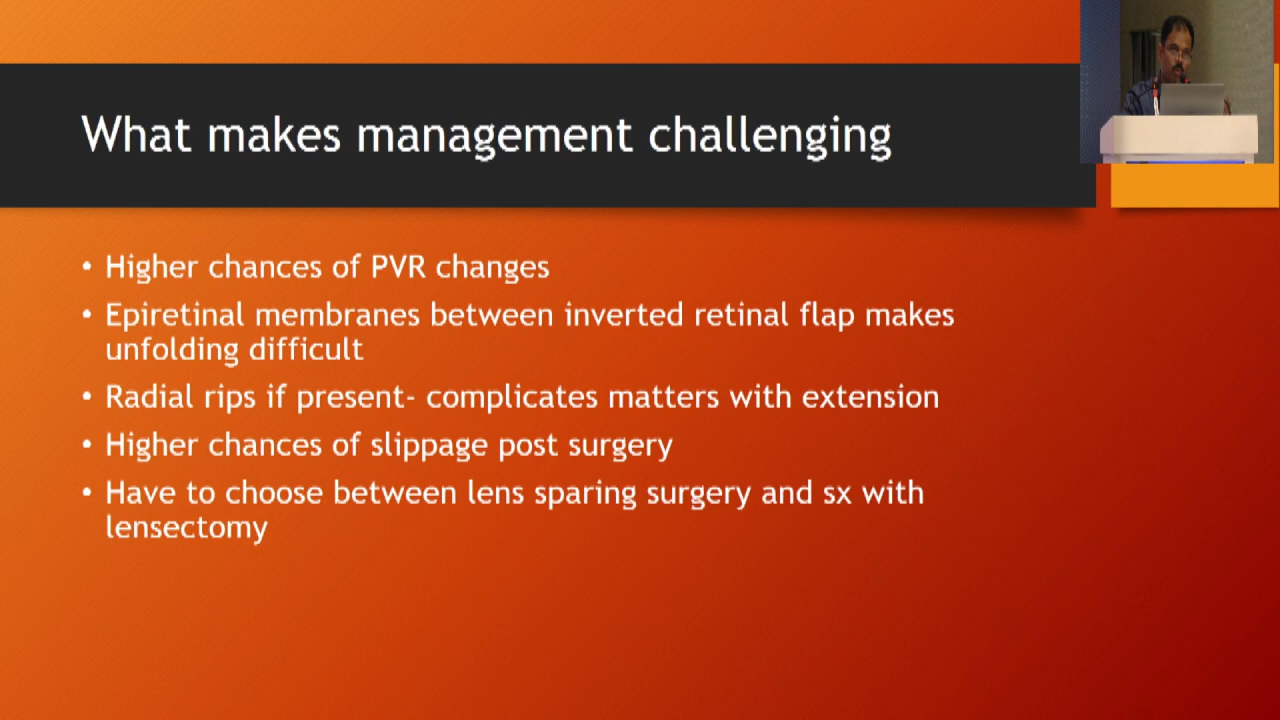 What makes management challenging
• Higher chances of PVR changes
• Epiretinal membranes between inverted retinal flap makes
unfolding difficult
• Radial rips if present- complicates matters with extension
• Higher chances of slippage post surgery
• Have to choose between lens sparing surgery and sx with
lensectomy